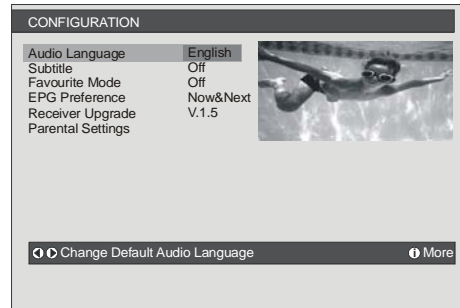 CONFIGURATION
Audio Language English
Subtitle Off
Favourite Mode Off
EPG Preference Now&Next
Receiver Upgrade V.1.5
Parental Settings
Change Default Audio Language More